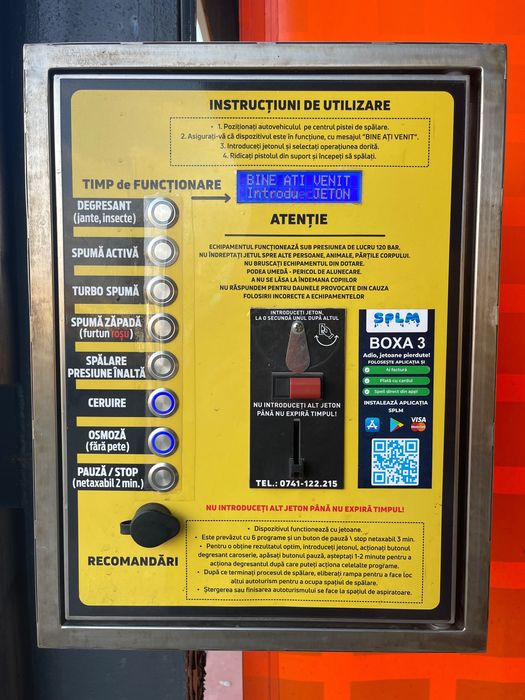 INSTRUCȚIUNI DE UTILIZARE
• 1. Poziționați autovehiculul pe centrul pistei de spălare.
2. Asigurați-vă că dispozitivul este în funcțiune, cu mesajul "BINE AȚI VENIT".
3. Introduceți jetonul și selectați operațiunea dorită.
4. Ridicați pistolul din suport și începeți să spălați.
TIMP de FUNCȚIONARE
BINE ATI VENIT
Introduce JETON
ATENȚIE
ECHIPAMENTUL FUNCȚIONEAZĂ SUB PRESIUNEA DE LUCRU 120 BAR.
NU ÎNDREPTAȚI JETUL SPRE ALTE PERSOANE, ANIMALE, PĂRȚILE CORPULUI.
NU BRUSCAȚI ECHIPAMENTUL DIN DOTARE.
PODEA UMEDĂ - PERICOL DE ALUNECARE.
A NU SE LĂSA LA ÎNDEMANA COPIILOR
NU RĂSPUNDEM PENTRU DAUNELE PROVOCATE DIN CAUZA
FOLOSIRII INCORECTE A ECHIPAMENTELOR
DEGRESANT
(jante, insecte)
SPUMĂ ACTIVĂ
TURBO SPUMĂ
SPUMĂ ZĂPADĂ
(furtun roșu)
SPĂLARE
PRESIUNE ÎNALTĂ
CERUIRE
OSMOZĂ
(fără pete)
PAUZĂ / STOP
(netaxabil 2 min.)
INTRODUCEȚI JETON,
LA O SECUNDĂ UNUL DUPĂ ALTUL
NU INTRODUCEȚI ALT JETON
PÂNĂ NU EXPIRĂ TIMPUL!
TEL.: 0741-122.215
SPLM
BOXA 3
Adio, jetoane pierdute!
FOLOSEȘTE APLICAȚIA ȘI
Ai factură
Plată cu cardul
Speli direct din app!
INSTALEAZĂ APLICAȚIA
SPLM
VISA
NU INTRODUCEȚI ALT JETON PÂNĂ NU EXPIRĂ TIMPUL!
RECOMANDĂRI
• Dispozitivul functionează cu jetoane.
• Este prevăzut cu 6 programe și un buton de pauză \ stop netaxabil 3 min.
• Pentru o obține rezultatul optim, introduceți jetonul, acționați butonul
degresant caroserie, apăsați butonul pauză, așteptați 1-2 minute pentru a
acționa degresantul după care puteți acționa celelalte programe.
• După ce terminați procesul de spălare, eliberați rampa pentru a face loc
altui autoturism pentru a ocupa spațiul de spălare.
• Ștergerea sau finisarea autoturismului se face la spațiul de aspiratoare.